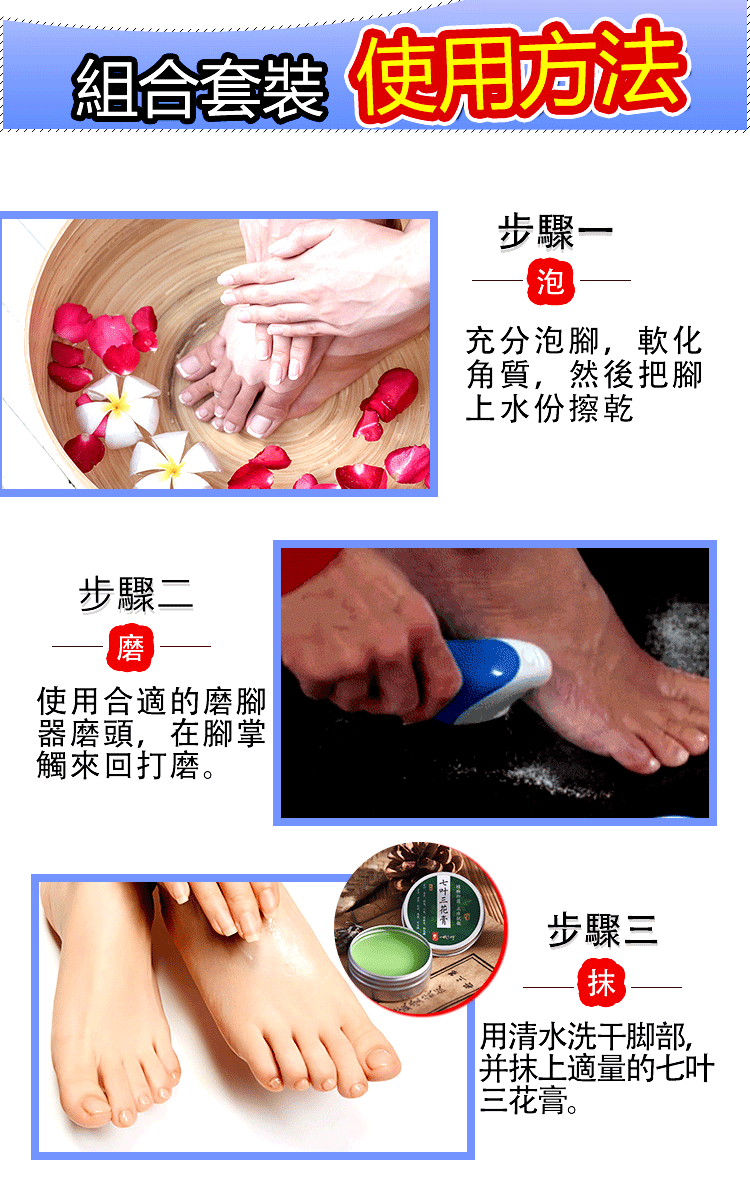 組合套裝 使用方法
步驟一
泡
充分泡腳，軟化
角質，然後把腳
上水份擦乾
步驟二
磨
使用合適的磨腳
器磨頭，在腳掌
觸來回打磨。
七叶三花膏
步驟三
抹
用清水洗干脚部,
并抹上適量的七叶
三花膏。